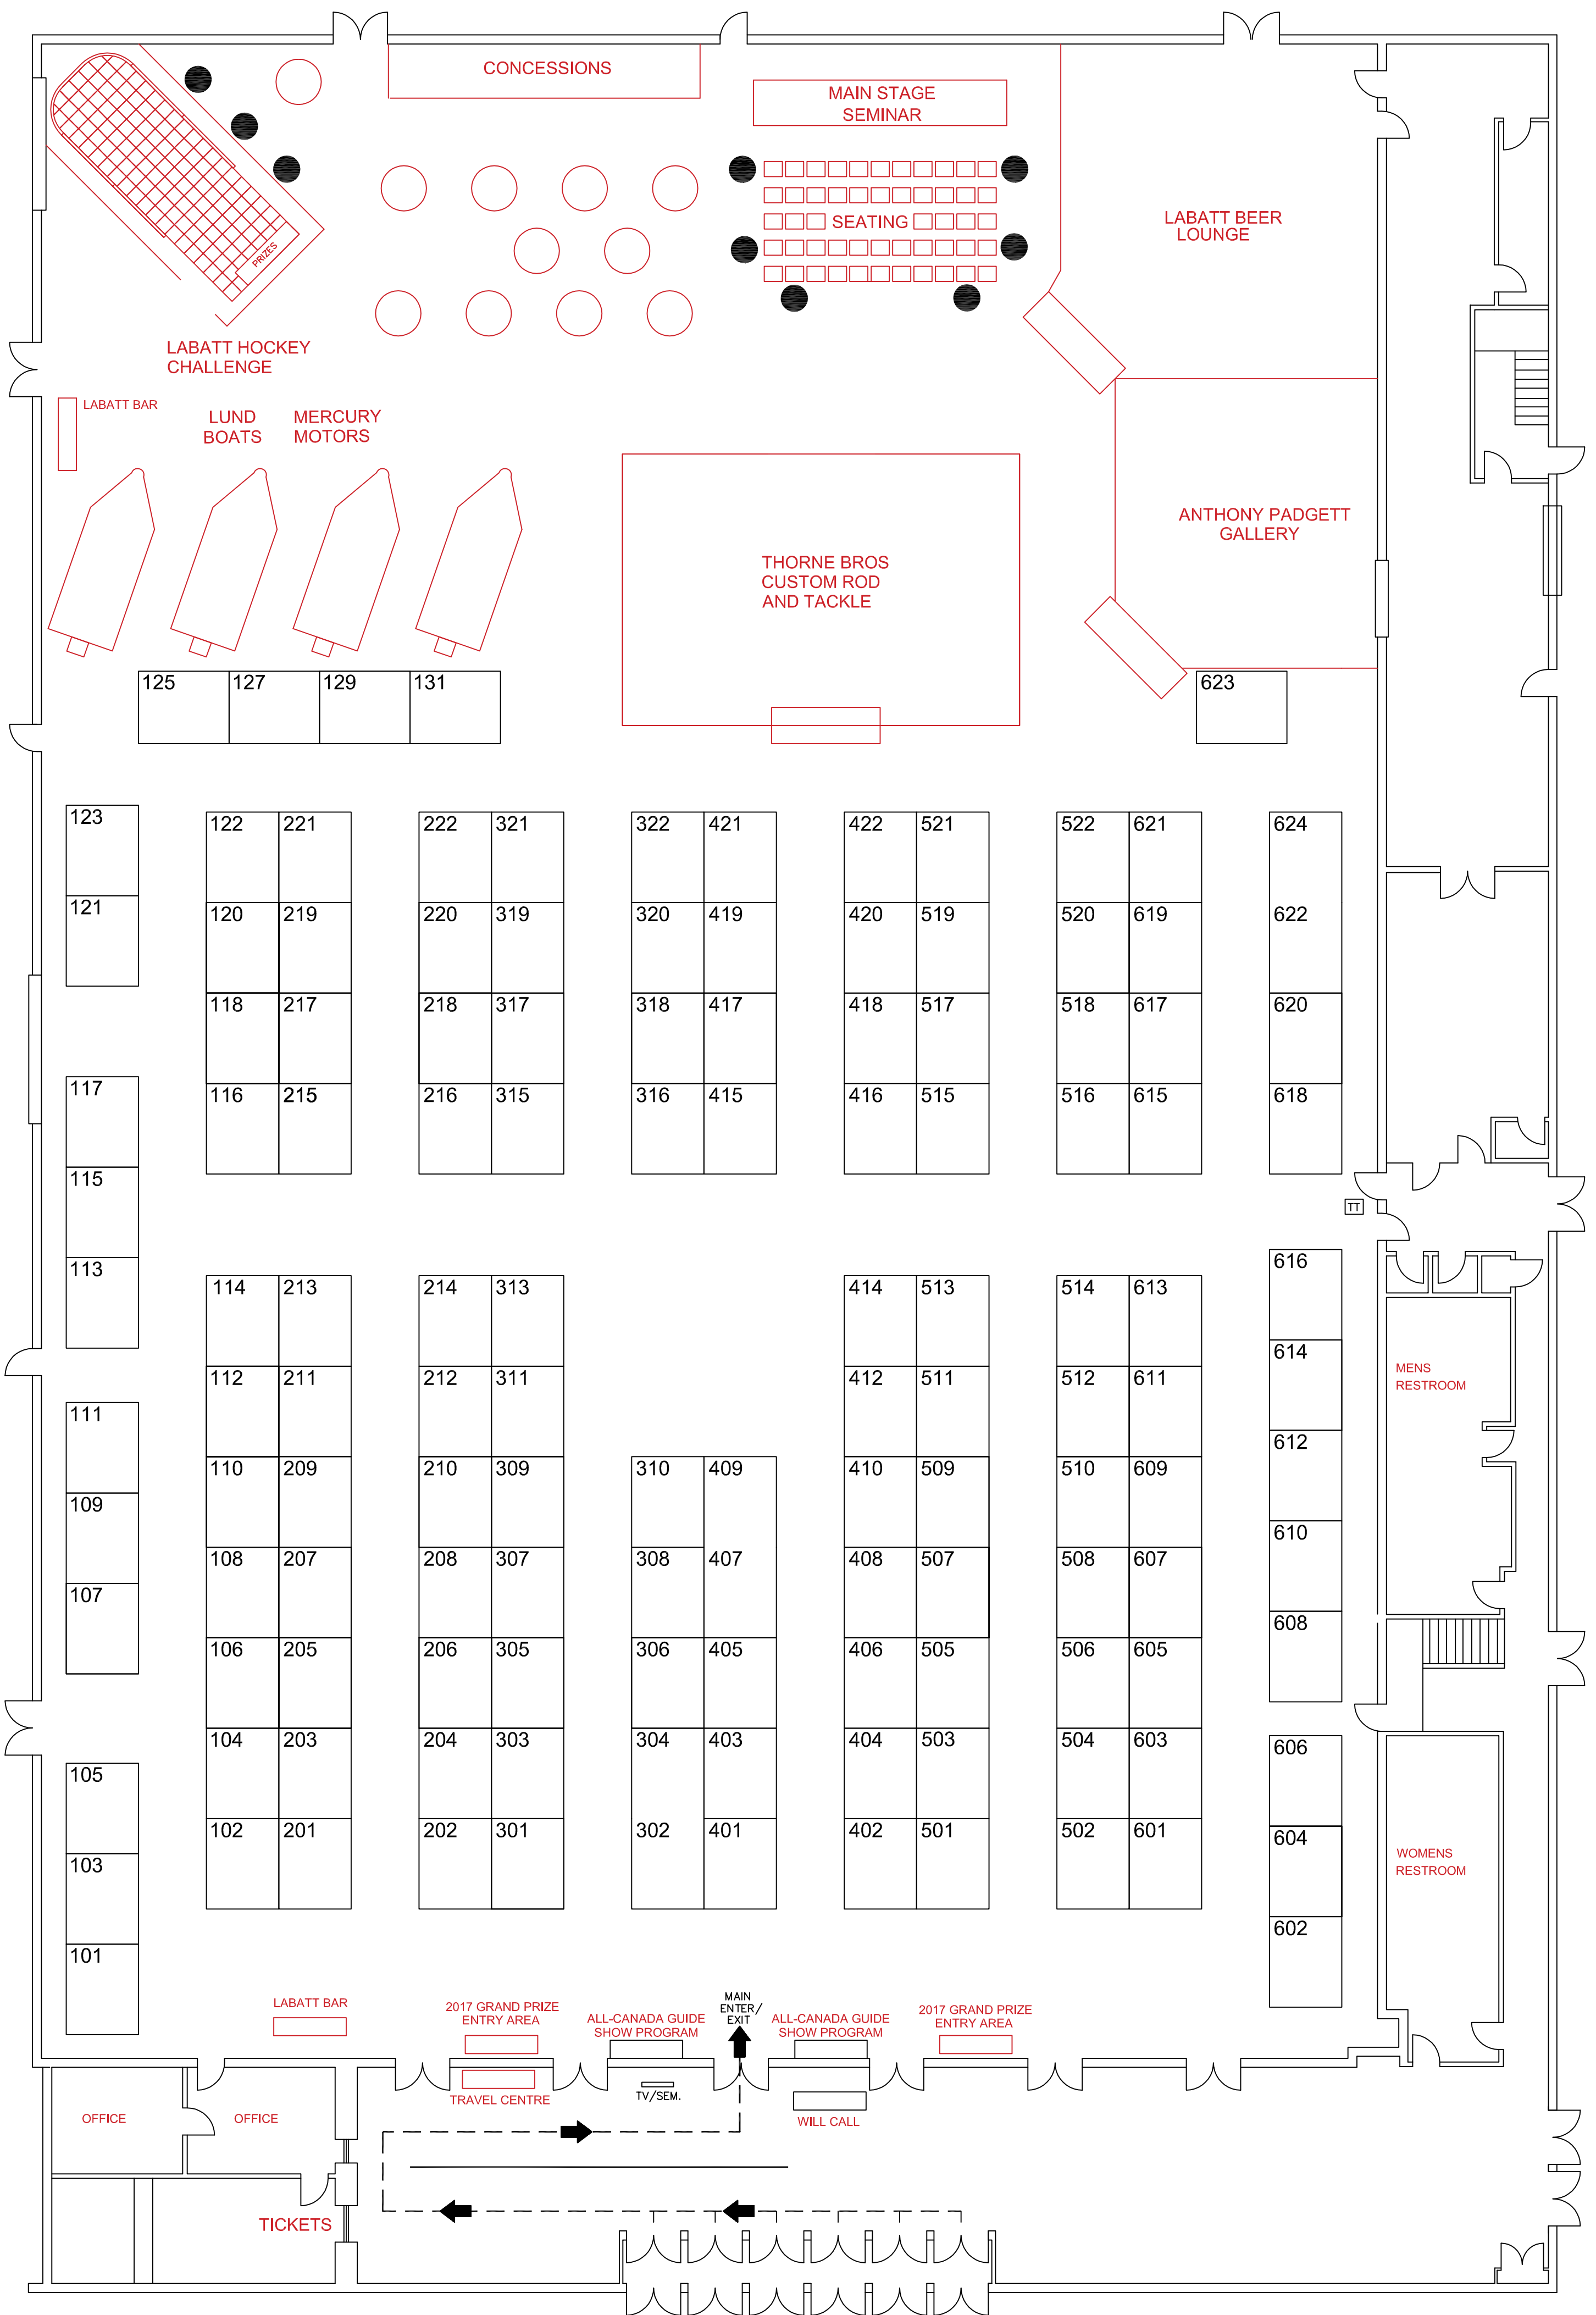 CONCESSIONS
MAIN STAGE
SEMINAR
SEATING
LABATT BEER
LOUNGE
PRIZES
LABATT HOCKEY
CHALLENGE
LABATT BAR
LUND
BOATS
MERCURY
MOTORS
THORNE BROS
CUSTOM ROD
AND TACKLE
ANTHONY PADGETT
GALLERY
125 127 129 131 623
123
122 221 222 321 322 421 422 521 522 621 624
121
120 219 220 319 320 419 420 519 520 619 622
118 217 218 317 318 417 418 517 518 617 620
117
116 215 216 315 316 415 416 515 516 615 618
115
TT
113
616
114 213 214 313 414 513 514 613
614
112 211 212 311 412 511 512 611
MENS
RESTROOM
111
612
110 209 210 309 310 409 410 509 510 609
109
610
108 207 208 307 308 407 408 507 508 607
107
608
106 205 206 305 306 405 406 505 506 605
606
104 203 204 303 304 403 404 503 504 603
105
604
102 201 202 301 302 401 402 501 502 601
WOMENS
RESTROOM
103
602
101
LABATT BAR
2017 GRAND PRIZE
ENTRY AREA
ALL-CANADA GUIDE
SHOW PROGRAM
MAIN
ENTER/
EXIT
ALL-CANADA GUIDE
SHOW PROGRAM
2017 GRAND PRIZE
ENTRY AREA
TRAVEL CENTRE
TV/SEM.
WILL CALL
OFFICE
OFFICE
TICKETS